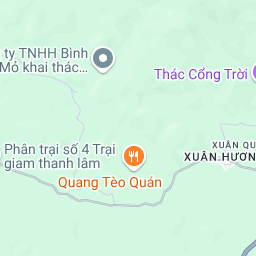 ty TNHH Bình
Mỏ khai thác...
Thác Cổng Trời
XUÂN QU
XUÂN HƯƠN
Phân trại số 4 Trại
giam thanh lâm
Quang Tèo Quán